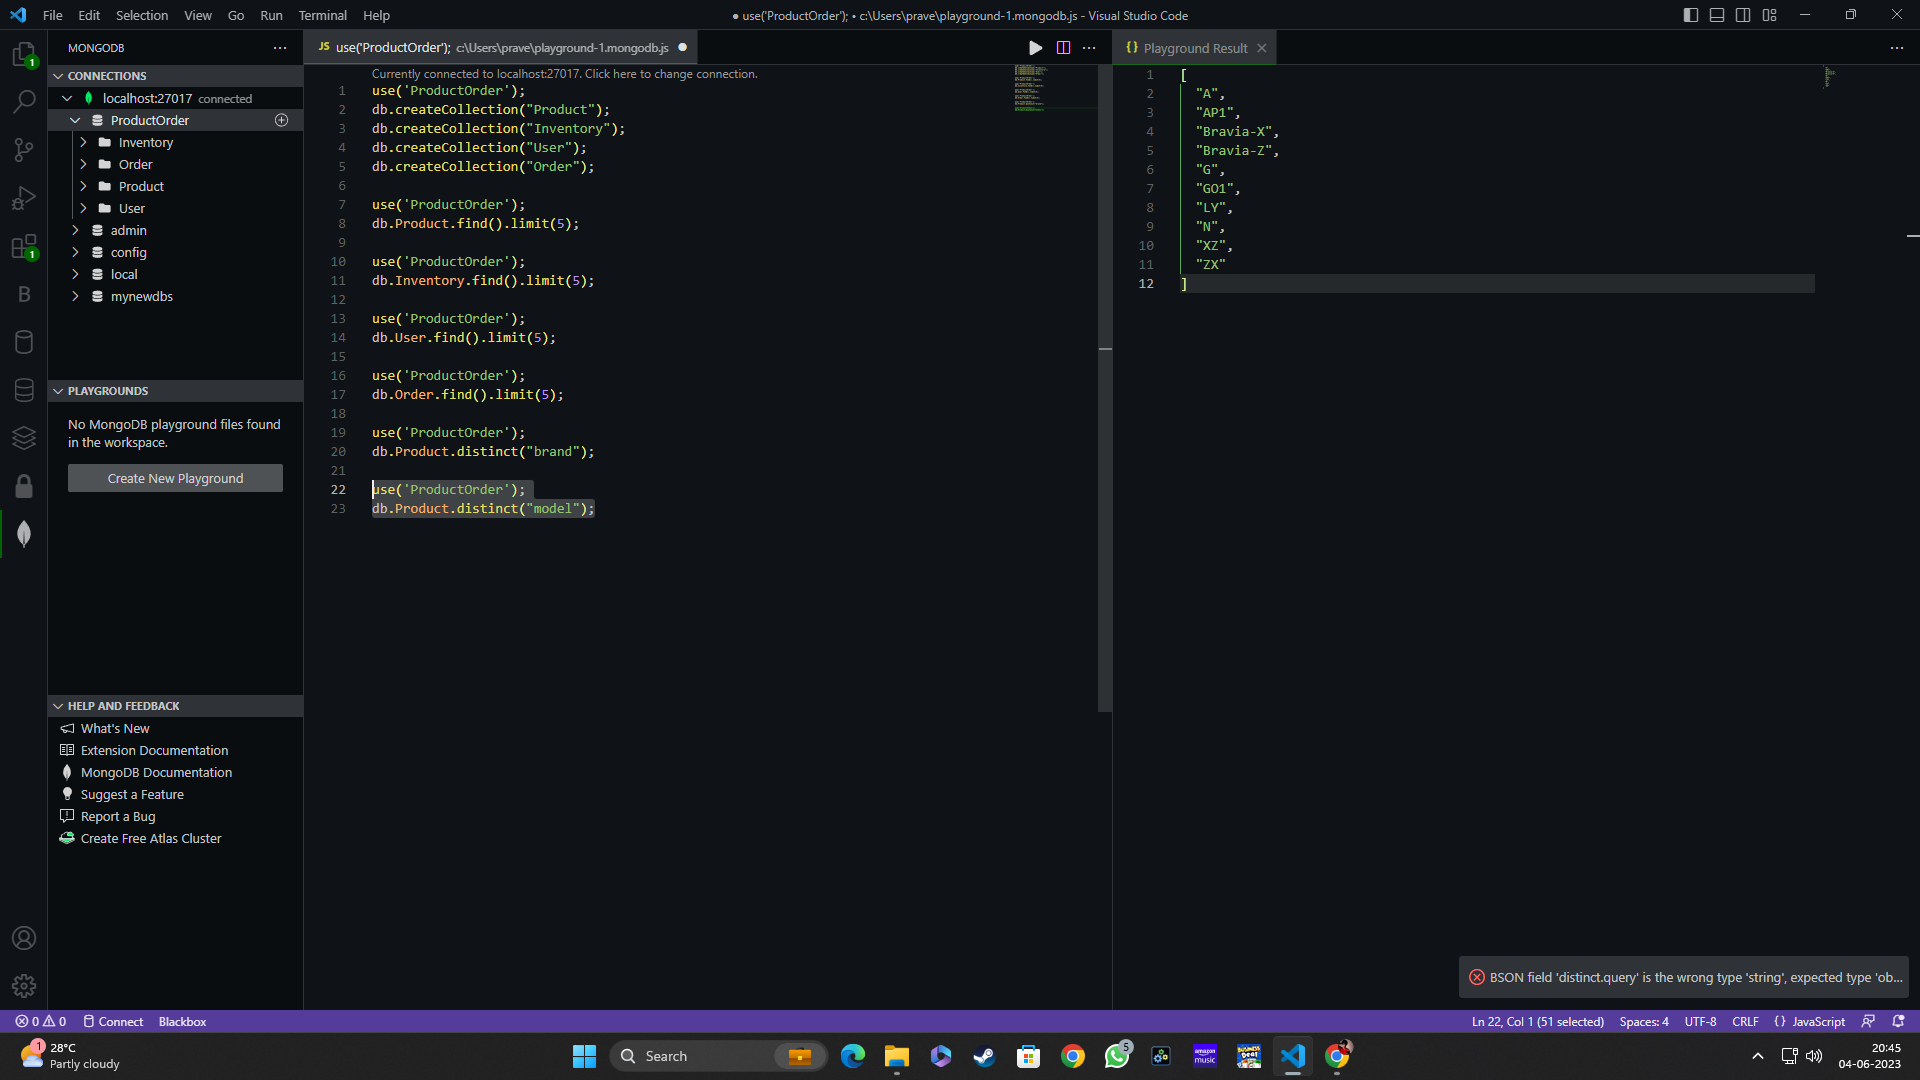 File Edit Selection View Go Run Terminal Help
● use('ProductOrder'); • c:\Users\prave\playground-1.mongodb.js - Visual Studio Code
MONGODB
CONNECTIONS
localhost:27017 connected
ProductOrder
Inventory
Order
Product
User
admin
config
local
mynewdbs
PLAYGROUNDS
No MongoDB playground files found
in the workspace.
Create New Playground
HELP AND FEEDBACK
What's New
Extension Documentation
MongoDB Documentation
Suggest a Feature
Report a Bug
Create Free Atlas Cluster
JS use('ProductOrder'); c:\Users\prave\playground-1.mongodb.js
Currently connected to localhost:27017. Click here to change connection.
1 use('ProductOrder');
2 db.createCollection("Product");
3 db.createCollection("Inventory");
4 db.createCollection("User");
5 db.createCollection("Order");
6
7 use('ProductOrder');
8 db.Product.find().limit(5);
9
10 use('ProductOrder');
11 db.Inventory.find().limit(5);
12
13 use('ProductOrder');
14 db.User.find().limit(5);
15
16 use('ProductOrder');
17 db.Order.find().limit(5);
18
19 use('ProductOrder');
20 db.Product.distinct("brand");
21
22 use('ProductOrder');
23 db.Product.distinct("model");
{} Playground Result
1 [
2 "A",
3 "AP1",
4 "Bravia-X",
5 "Bravia-Z",
6 "G",
7 "GO1",
8 "LY",
9 "N",
10 "XZ",
11 "ZX"
12 ]
BSON field 'distinct.query' is the wrong type 'string', expected type 'ob...
0 0 Connect Blackbox
Ln 22, Col 1 (51 selected) Spaces: 4 UTF-8 CRLF {} JavaScript
1
1
B
1
28°C
Partly cloudy
Search
5
amazon music
20:45
04-06-2023